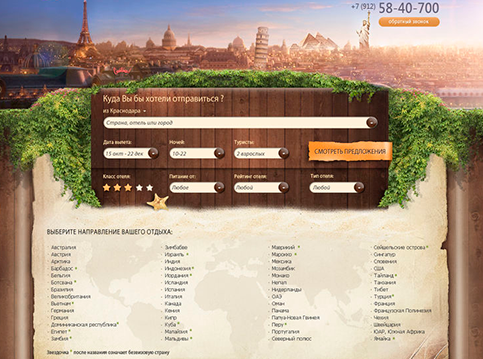 +7 (912) 58-40-700
обратный звонок
Куда Вы бы хотели отправиться ?
из Краснодара
Страна, отель или город
Дата вылета: Ночей: Туристы:
15 окт - 22 дек 10-22 2 взрослых СМОТРЕТЬ ПРЕДЛОЖЕНИЯ
Класс отеля: Питание от: Рейтинг отеля: Тип отеля:
Любое Любой Любой
ВЫБЕРИТЕ НАПРАВЛЕНИЕ ВАШЕГО ОТДЫХА:
Австралия Зимбабве Маврикий * Сейшельские острова *
Австрия Израиль * Марокко * Сингапур
Арктика Индия Мексика Словения
Барбадос * Индонезия * Мозамбик США
Бельгия Иордания * Монако Тайланд *
Ботсвана * Испания Непал Танзания
Бразилия Исландия Нидерланды Тибет
Великобритания Италия ОАЭ Турция *
Вьетнам * Канада Оман Франция
Германия Кения Панама Французская Полинезия
Греция Кипр Папуа-Новая Гвинея Чехия
Доминиканская республика * Куба * Перу * Швейцария
Египет * Малайзия * Португалия ЮАР, Южная Африка
Замбия * Мальдивы * Северный полюс Ямайка *
Звездочка * после названия означает безвизовую страну